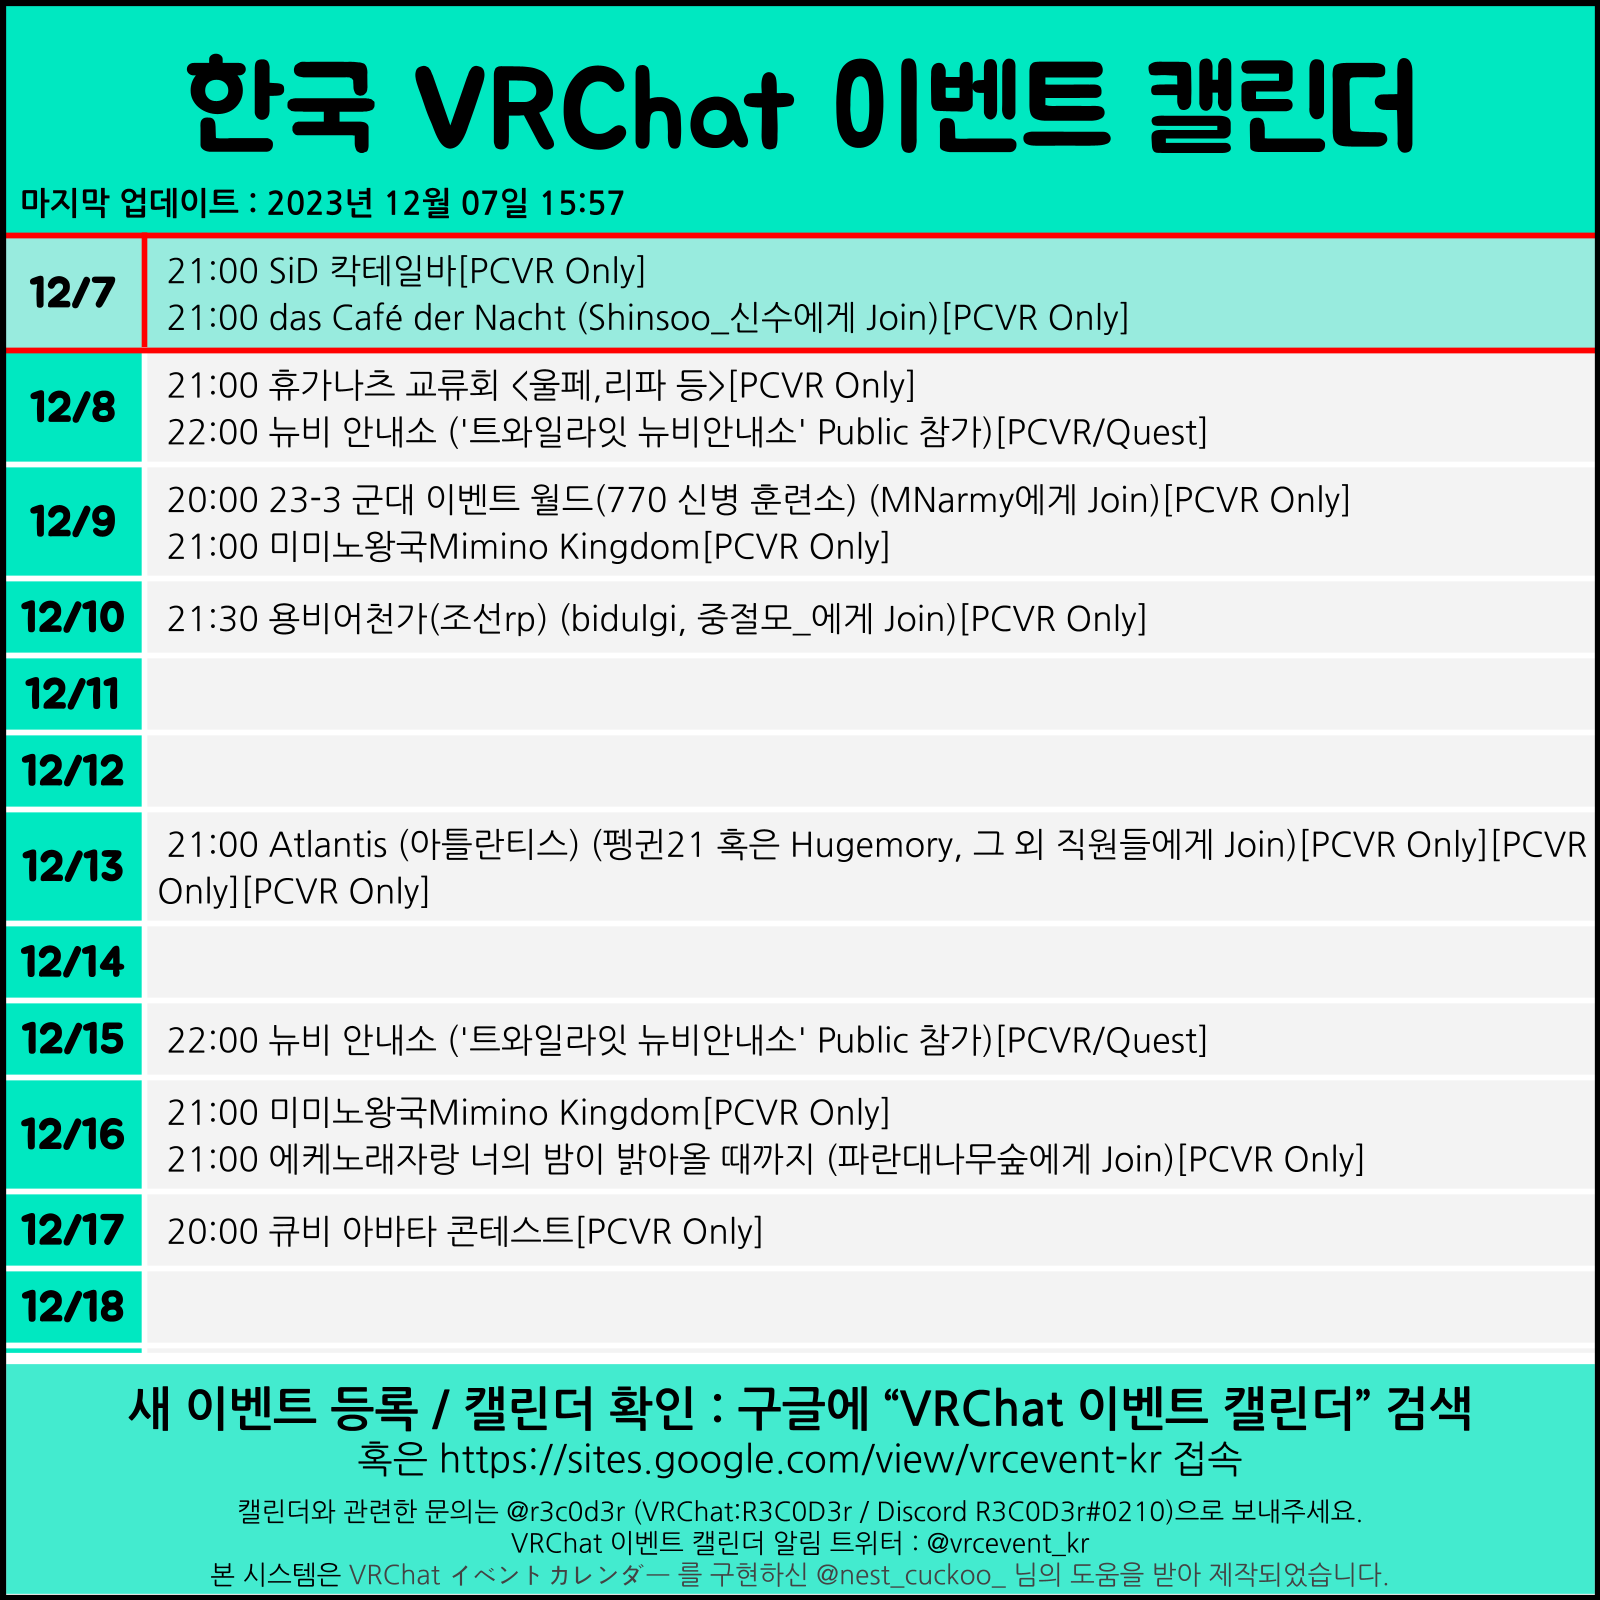 한국 VRChat 이벤트 캘린더
마지막 업데이트 : 2023년 12월 07일 15:57
12/7
21:00 SiD 칵테일바[PCVR Only]
21:00 das Café der Nacht (Shinsoo_신수에게 Join)[PCVR Only]
12/8
21:00 휴가나츠 교류회 <울페,리파 등>[PCVR Only]
22:00 뉴비 안내소 ('트와일라잇 뉴비안내소' Public 참가)[PCVR/Quest]
12/9
20:00 23-3 군대 이벤트 월드(770 신병 훈련소) (MNarmy에게 Join)[PCVR Only]
21:00 미미노왕국Mimino Kingdom[PCVR Only]
12/10
21:30 용비어천가(조선rp) (bidulgi, 중절모_에게 Join)[PCVR Only]
12/11
12/12
12/13
21:00 Atlantis (아틀란티스) (펭귄21 혹은 Hugemory, 그 외 직원들에게 Join)[PCVR Only][PCVR
Only][PCVR Only]
12/14
12/15
22:00 뉴비 안내소 ('트와일라잇 뉴비안내소' Public 참가)[PCVR/Quest]
12/16
21:00 미미노왕국Mimino Kingdom[PCVR Only]
21:00 에케노래자랑 너의 밤이 밝아올 때까지 (파란대나무숲에게 Join)[PCVR Only]
12/17
20:00 큐비 아바타 콘테스트[PCVR Only]
12/18
새 이벤트 등록 / 캘린더 확인 : 구글에 “VRChat 이벤트 캘린더” 검색
혹은 https://sites.google.com/view/vrcevent-kr 접속
캘린더와 관련한 문의는 @r3c0d3r (VRChat:R3C0D3r / Discord R3C0D3r#0210)으로 보내주세요.
VRChat 이벤트 캘린더 알림 트위터 : @vrcevent_kr
본 시스템은 VRChat イベントカレンダー 를 구현하신 @nest_cuckoo_ 님의 도움을 받아 제작되었습니다.